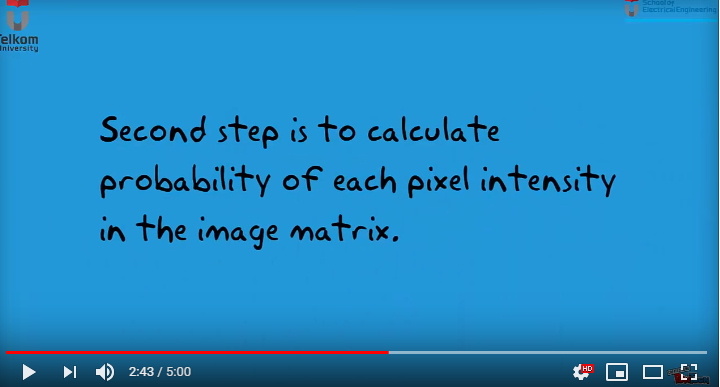 Telkom
University
School of
Electrical Engineering
Second step is to calculate
probability of each pixel intensity
in the image matrix.
2:43 / 5:00
HD